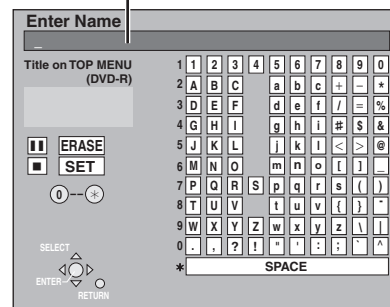 Enter Name
_
Title on TOP MENU
(DVD-R)
ERASE
SET
0 -- *
SELECT
ENTER
RETURN
1 1 2 3 4 5 6 7 8 9 0
2 A B C a b c + − *
3 D E F d e f / = %
4 G H I g h i # $ &
5 J K L j k l < > @
6 M N O m n o [ ] _
7 P Q R S p q r s ( )
8 T U V t u v { } ˜
9 W X Y Z w x y z \ |
0 . , ? ! " ' : ; ` ^
* SPACE